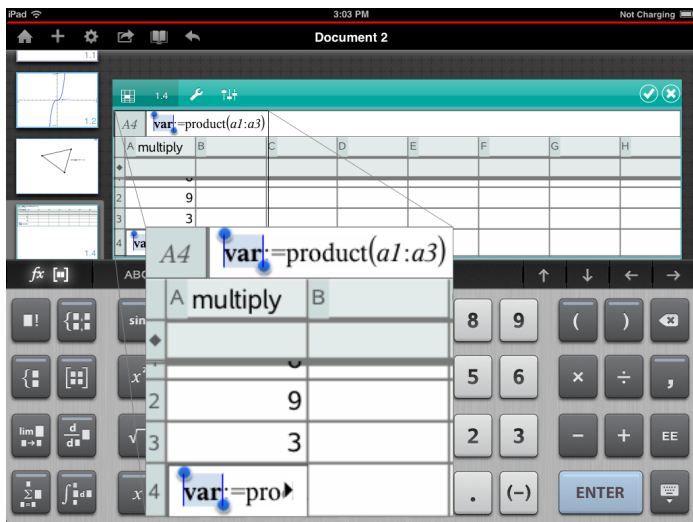 iPad 3:03 PM Not Charging
Document 2
1.1
1.2
1.4
1.4
A4 var:=product(a1:a3)
A multiply B C D E F G H
2 9
3 3
4 va
A4 var:=product(a1:a3)
A multiply B
2 9
3 3
4 var:=pro
fx ABC
sin 8 9 ( )
5 6 × ÷ ,
lim 2 3 − + EE
. (−) ENTER